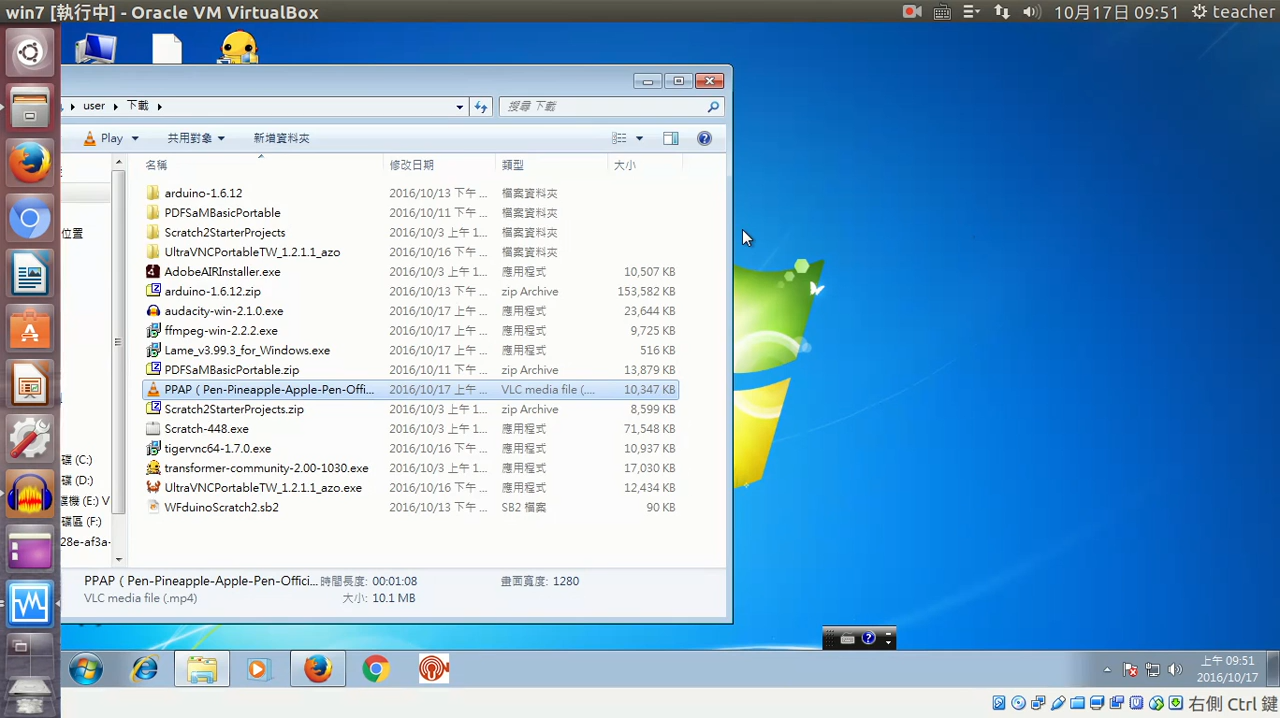 win7 [執行中] - Oracle VM VirtualBox
10月17日 09:51 teacher
user 下載
搜尋 下載
Play 共用對象 新增資料夾
名稱 修改日期 類型 大小
arduino-1.6.12 2016/10/13 下午 ... 檔案資料夾
PDFSaMBasicPortable 2016/10/11 下午 ... 檔案資料夾
Scratch2StarterProjects 2016/10/3 上午 1... 檔案資料夾
位置
UltraVNCPortableTW_1.2.1.1_azo 2016/10/16 下午 ... 檔案資料夾
AdobeAIRInstaller.exe 2016/10/3 上午 1... 應用程式 10,507 KB
arduino-1.6.12.zip 2016/10/13 下午 ... zip Archive 153,582 KB
audacity-win-2.1.0.exe 2016/10/17 上午 ... 應用程式 23,644 KB
ffmpeg-win-2.2.2.exe 2016/10/17 上午 ... 應用程式 9,725 KB
Lame_v3.99.3_for_Windows.exe 2016/10/17 上午 ... 應用程式 516 KB
PDFSaMBasicPortable.zip 2016/10/11 下午 ... zip Archive 13,879 KB
PPAP ( Pen-Pineapple-Apple-Pen-Offi... 2016/10/17 上午 ... VLC media file (.... 10,347 KB
Scratch2StarterProjects.zip 2016/10/3 上午 1... zip Archive 8,599 KB
Scratch-448.exe 2016/10/3 上午 1... 應用程式 71,548 KB
tigervnc64-1.7.0.exe 2016/10/16 下午 ... 應用程式 10,937 KB
碟 (C:)
transformer-community-2.00-1030.exe 2016/10/3 上午 1... 應用程式 17,030 KB
碟 (D:)
UltraVNCPortableTW_1.2.1.1_azo.exe 2016/10/16 下午 ... 應用程式 12,434 KB
碟機 (E:) V
WFduinoScratch2.sb2 2016/10/13 下午 ... SB2 檔案 90 KB
碟區 (F:)
28e-af3a-
PPAP ( Pen-Pineapple-Apple-Pen-Offici... 時間長度: 00:01:08 畫面寬度: 1280
VLC media file (.mp4) 大小: 10.1 MB
上午 09:51
2016/10/17
右側 Ctrl 鍵